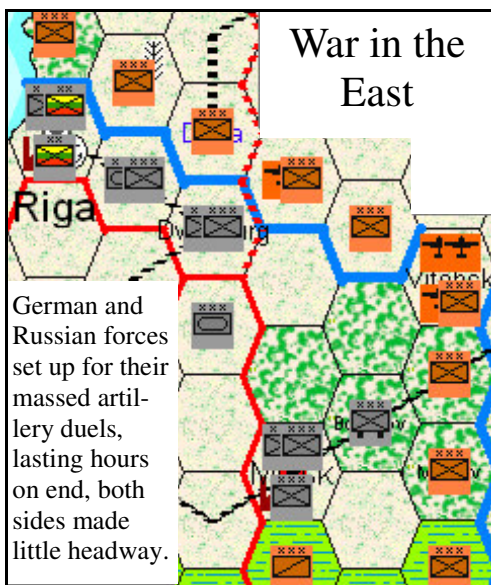 War in the
East
Riga
German and
Russian forces
set up for their
massed artil-
lery duels,
lasting hours
on end, both
sides made
little headway.